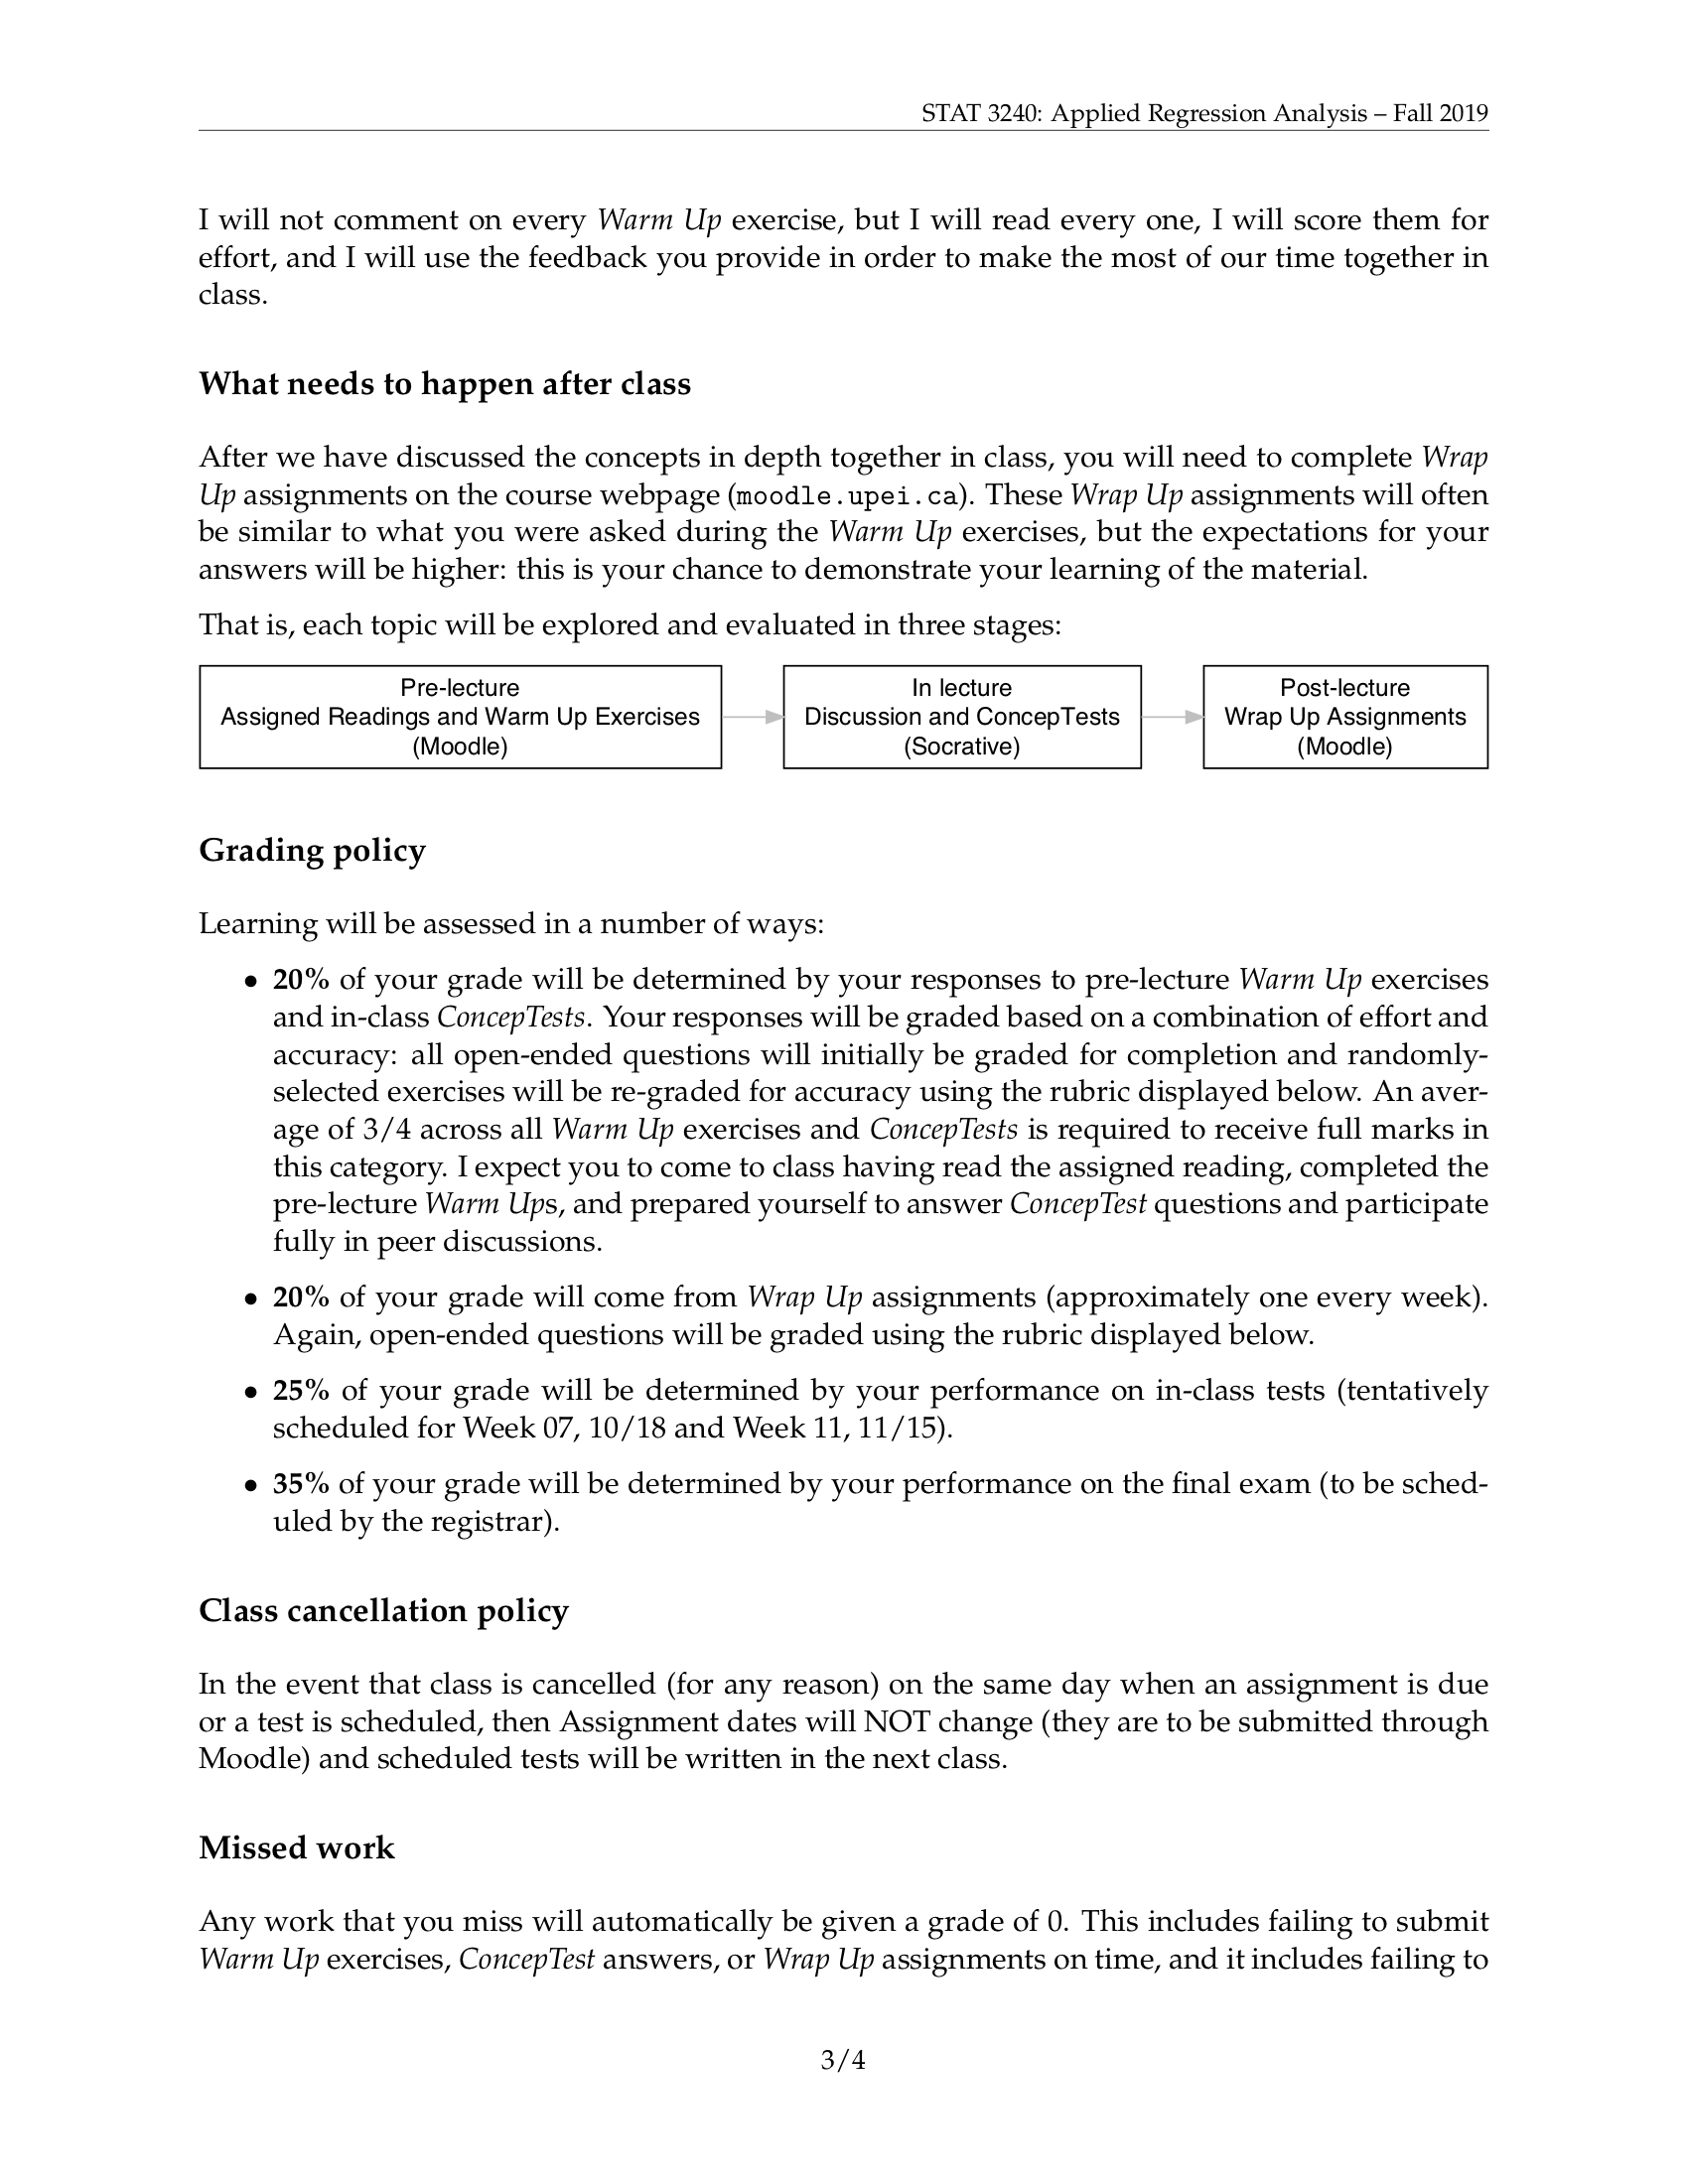 STAT 3240: Applied Regression Analysis – Fall 2019
I will not comment on every Warm Up exercise, but I will read every one, I will score them for
effort, and I will use the feedback you provide in order to make the most of our time together in
class.
What needs to happen after class
After we have discussed the concepts in depth together in class, you will need to complete Wrap
Up assignments on the course webpage (moodle.upei.ca). These Wrap Up assignments will often
be similar to what you were asked during the Warm Up exercises, but the expectations for your
answers will be higher: this is your chance to demonstrate your learning of the material.
That is, each topic will be explored and evaluated in three stages:
Pre-lecture
Assigned Readings and Warm Up Exercises
(Moodle)
In lecture
Discussion and ConcepTests
(Socrative)
Post-lecture
Wrap Up Assignments
(Moodle)
Grading policy
Learning will be assessed in a number of ways:
• 20% of your grade will be determined by your responses to pre-lecture Warm Up exercises
and in-class ConcepTests. Your responses will be graded based on a combination of effort and
accuracy: all open-ended questions will initially be graded for completion and randomly-
selected exercises will be re-graded for accuracy using the rubric displayed below. An aver-
age of 3/4 across all Warm Up exercises and ConcepTests is required to receive full marks in
this category. I expect you to come to class having read the assigned reading, completed the
pre-lecture Warm Ups, and prepared yourself to answer ConcepTest questions and participate
fully in peer discussions.
• 20% of your grade will come from Wrap Up assignments (approximately one every week).
Again, open-ended questions will be graded using the rubric displayed below.
• 25% of your grade will be determined by your performance on in-class tests (tentatively
scheduled for Week 07, 10/18 and Week 11, 11/15).
• 35% of your grade will be determined by your performance on the final exam (to be sched-
uled by the registrar).
Class cancellation policy
In the event that class is cancelled (for any reason) on the same day when an assignment is due
or a test is scheduled, then Assignment dates will NOT change (they are to be submitted through
Moodle) and scheduled tests will be written in the next class.
Missed work
Any work that you miss will automatically be given a grade of 0. This includes failing to submit
Warm Up exercises, ConcepTest answers, or Wrap Up assignments on time, and it includes failing to
3/4